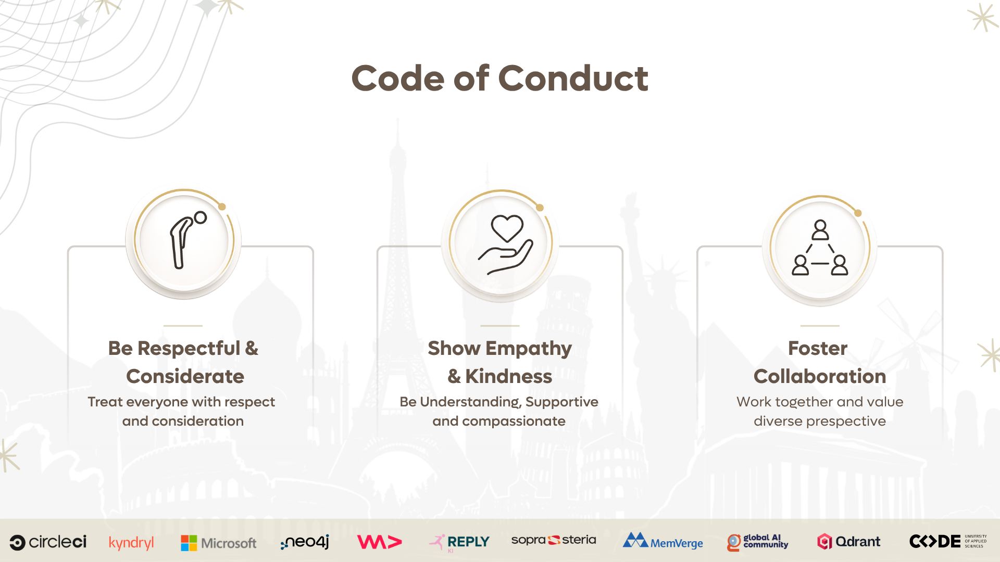 Code of Conduct
Be Respectful &
Considerate
Treat everyone with respect
and consideration
Show Empathy
& Kindness
Be Understanding, Supportive
and compassionate
Foster
Collaboration
Work together and value
diverse prespective
circleci
kyndryl
Microsoft
neo4j
REPLY
KI
sopra steria
MemVerge
global AI
community
Qdrant
C<>DE
UNIVERSITY
OF APPLIED
SCIENCES